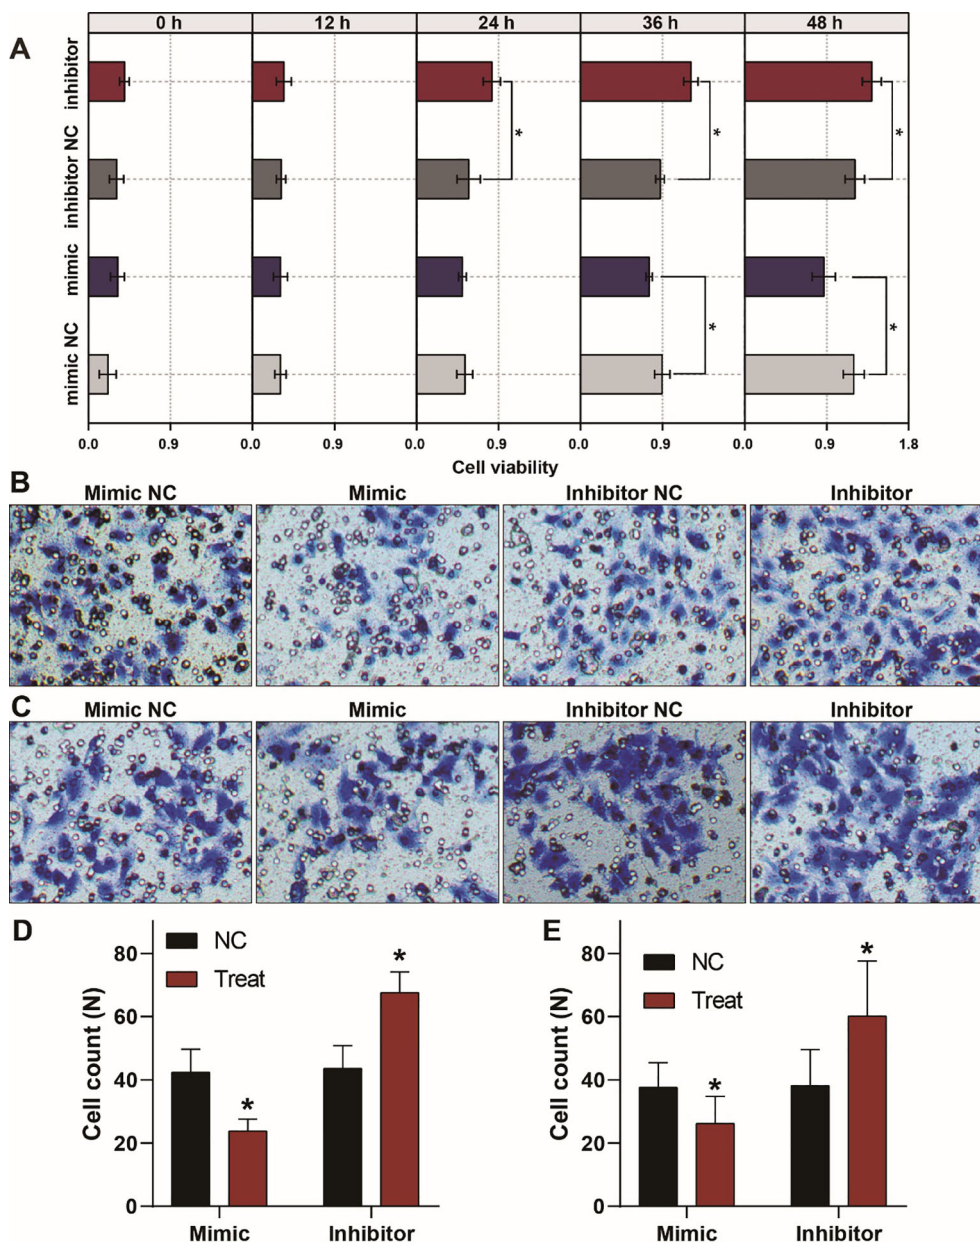 A
0 h 12 h 24 h 36 h 48 h
inhibitor
inhibitor NC
mimic
mimic NC
*
*
*
*
*
0.0 0.9 0.0 0.9 0.0 0.9 0.0 0.9 0.0 0.9 1.8
Cell viability
B
Mimic NC Mimic Inhibitor NC Inhibitor
C
Mimic NC Mimic Inhibitor NC Inhibitor
D
NC
Treat
Cell count (N)
80
60
40
20
0
*
*
Mimic Inhibitor
E
NC
Treat
Cell count (N)
80
60
40
20
0
*
*
Mimic Inhibitor